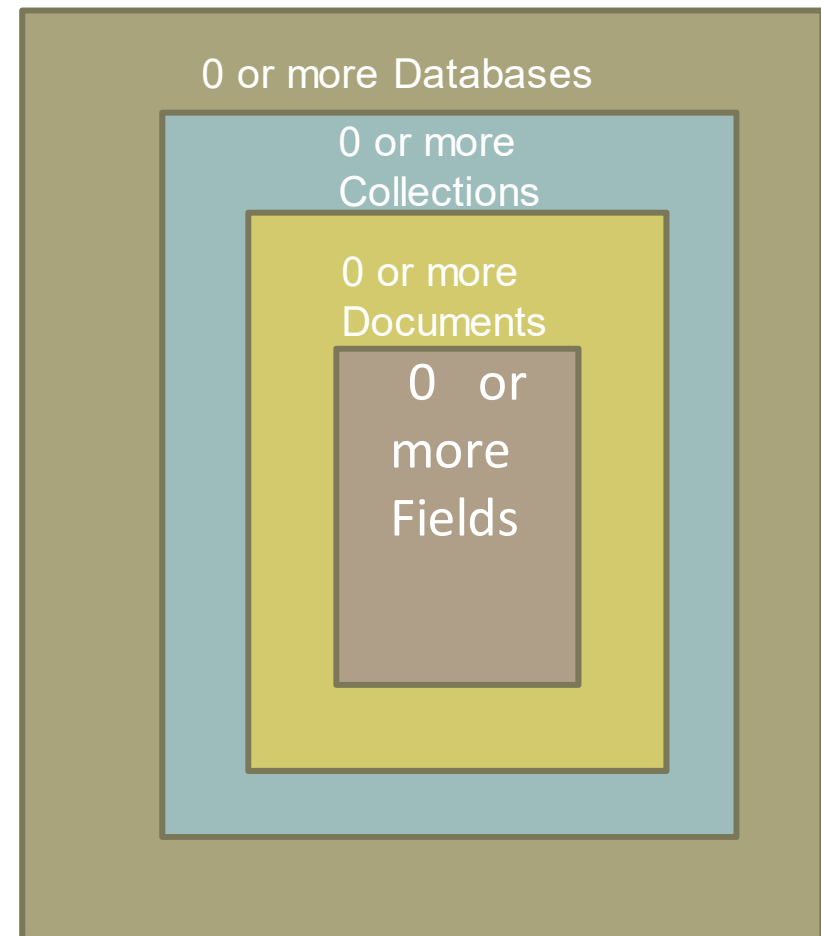 0 or more Databases
0 or more
Collections
0 or more
Documents
0 or
more
Fields